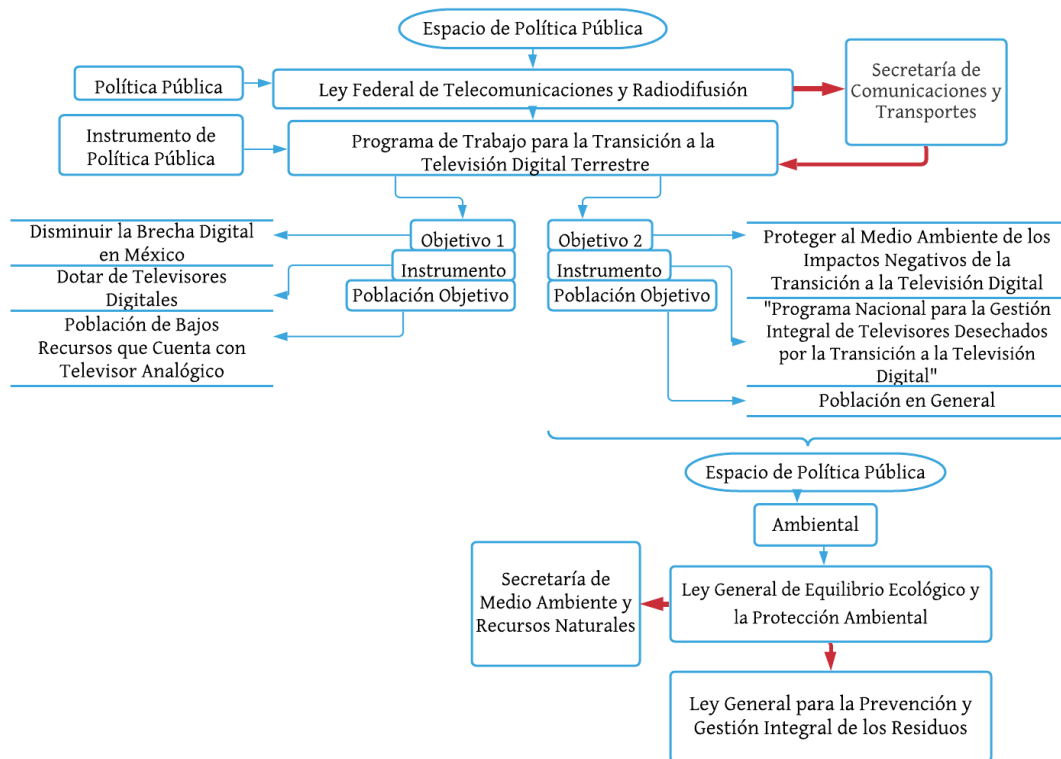 Espacio de Política Pública
Política Pública
Ley Federal de Telecomunicaciones y Radiodifusión
Secretaría de
Comunicaciones y
Transportes
Instrumento de
Política Pública
Programa de Trabajo para la Transición a la
Televisión Digital Terrestre
Disminuir la Brecha Digital
en México
Dotar de Televisores
Digitales
Población de Bajos
Recursos que Cuenta con
Televisor Analógico
Objetivo 1
Instrumento
Población Objetivo
Objetivo 2
Instrumento
Población Objetivo
Proteger al Medio Ambiente de los
Impactos Negativos de la
Transición a la Televisión Digital
"Programa Nacional para la Gestión
Integral de Televisores Desechados
por la Transición a la Televisión
Digital"
Población en General
Espacio de Política Pública
Ambiental
Secretaría de
Medio Ambiente y
Recursos Naturales
Ley General de Equilibrio Ecológico y
la Protección Ambiental
Ley General para la Prevención y
Gestión Integral de los Residuos